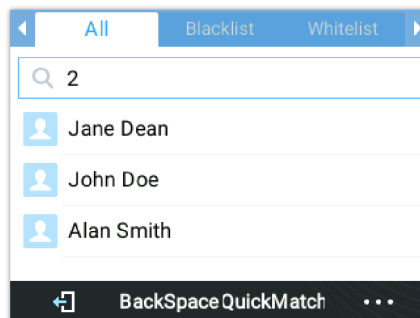 All Blacklist Whitelist
2
Jane Dean
John Doe
Alan Smith
BackSpace QuickMatch